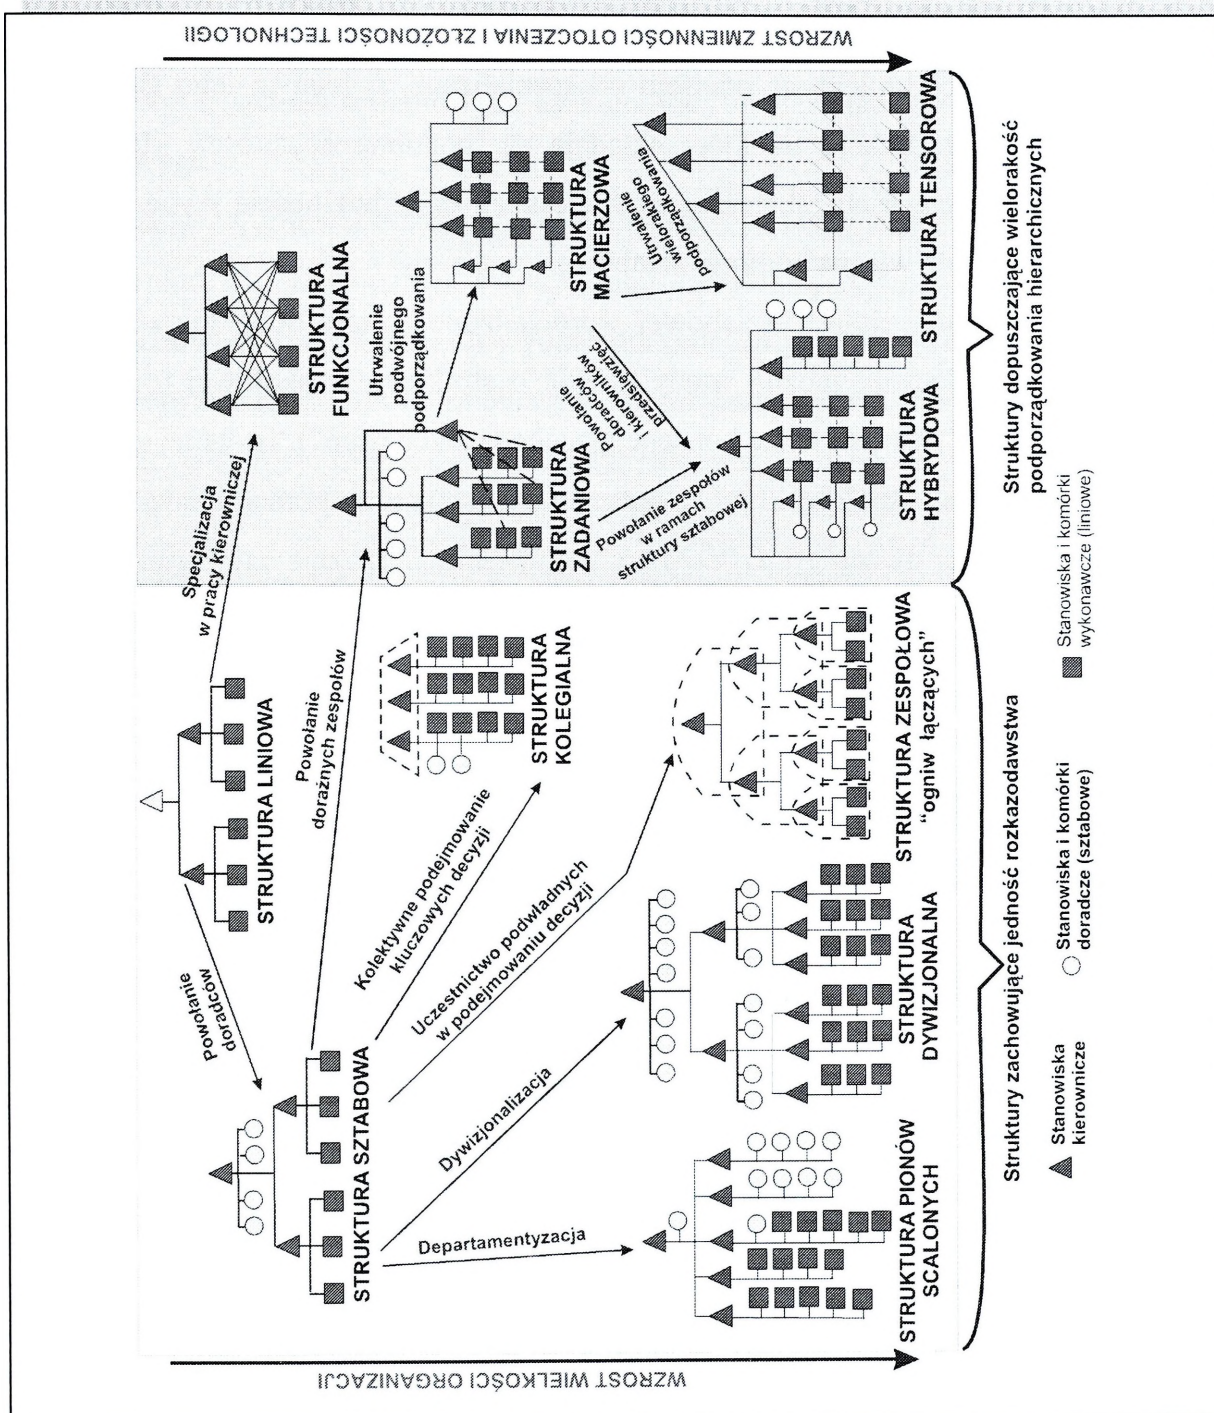 WZROST WIELKOŚCI ORGANIZACJI
WZROST ZMIENNOŚCI OTOCZENIA I ZŁOŻONOŚCI TECHNOLOGII
STRUKTURA LINIOWA
Powołanie
doradców
Specjalizacja
w pracy kierowniczej
STRUKTURA
FUNKCJONALNA
STRUKTURA SZTABOWA
Powołanie
doraźnych zespołów
Kolektywne podejmowanie
kluczowych decyzji
STRUKTURA
KOLEGIALNA
Uczestnictwo podwładnych
w podejmowaniu decyzji
Dywizjonalizacja
Departamentyzacja
STRUKTURA
ZADANIOWA
Utrwalenie
podwójnego
podporządkowania
STRUKTURA
MACIERZOWA
Powołanie zespołów
w ramach
struktury sztabowej
Powołanie
doradców
i kierowników
przedsięwzięć
Utrwalenie
wielorakiego
podporządkowania
STRUKTURA PIONÓW
SCALONYCH
STRUKTURA
DYWIZJONALNA
STRUKTURA ZESPOŁOWA
"ogniw łączących"
STRUKTURA
HYBRYDOWA
STRUKTURA TENSOROWA
Struktury zachowujące jedność rozkazodawstwa
Struktury dopuszczające wielorakość
podporządkowania hierarchicznych
Stanowiska
kierownicze
Stanowiska i komórki
doradcze (sztabowe)
Stanowiska i komórki
wykonawcze (liniowe)